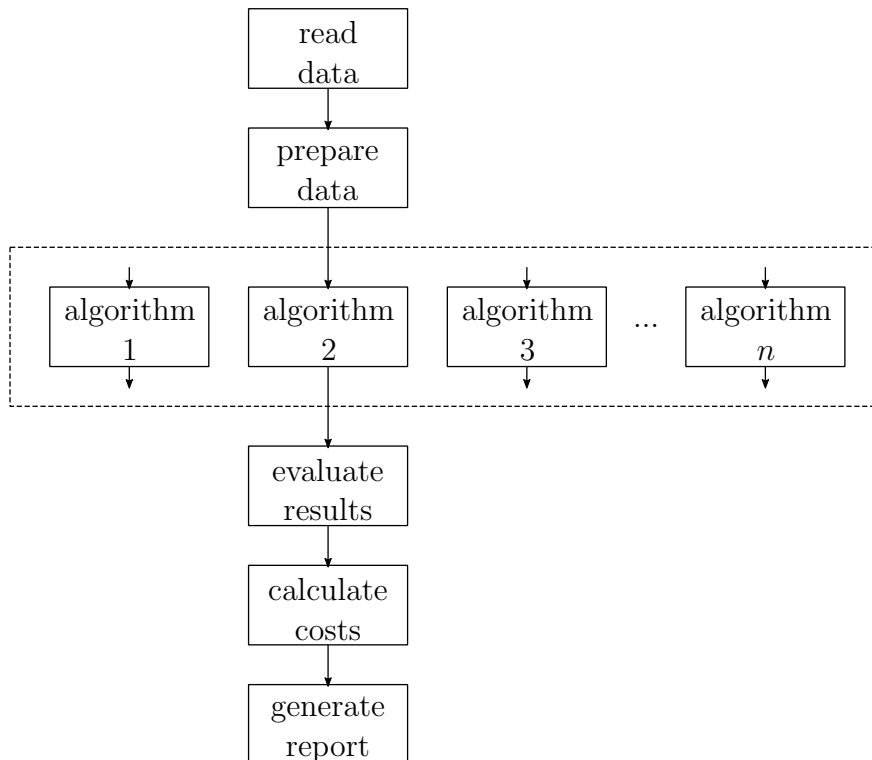 read
data
prepare
data
algorithm
1
algorithm
2
algorithm
3
...
algorithm
n
evaluate
results
calculate
costs
generate
report